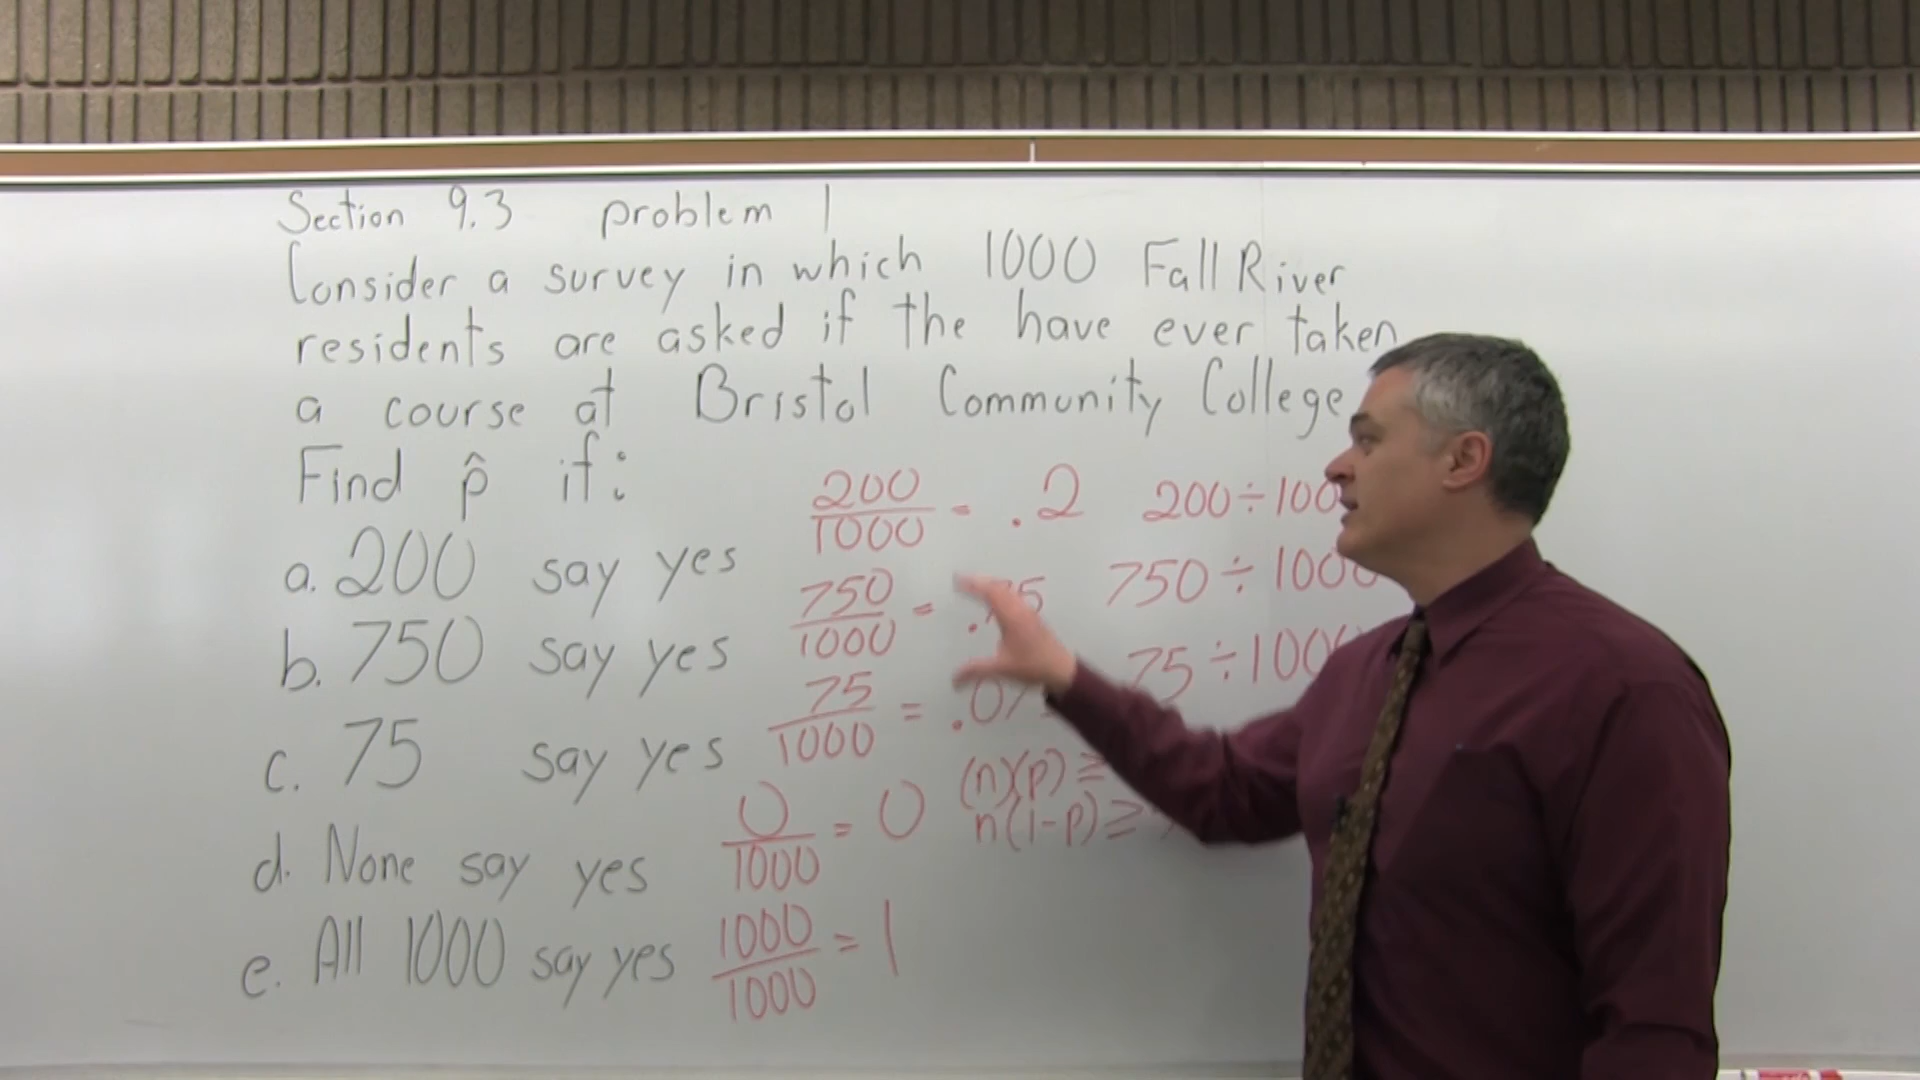 Section 9.3 problem 1
Consider a survey in which 1000 Fall River
residents are asked if the have ever taken
a course at Bristol Community College
Find p̂ if:
a. 200 say yes 200/1000 = .2 200÷100
b. 750 say yes 750/1000 = .75 750÷1000
c. 75 say yes 75/1000 = .07 75÷100
(n)(p)≥
n(1-p)≥
d. None say yes 0/1000 = 0
e. All 1000 say yes 1000/1000 = 1